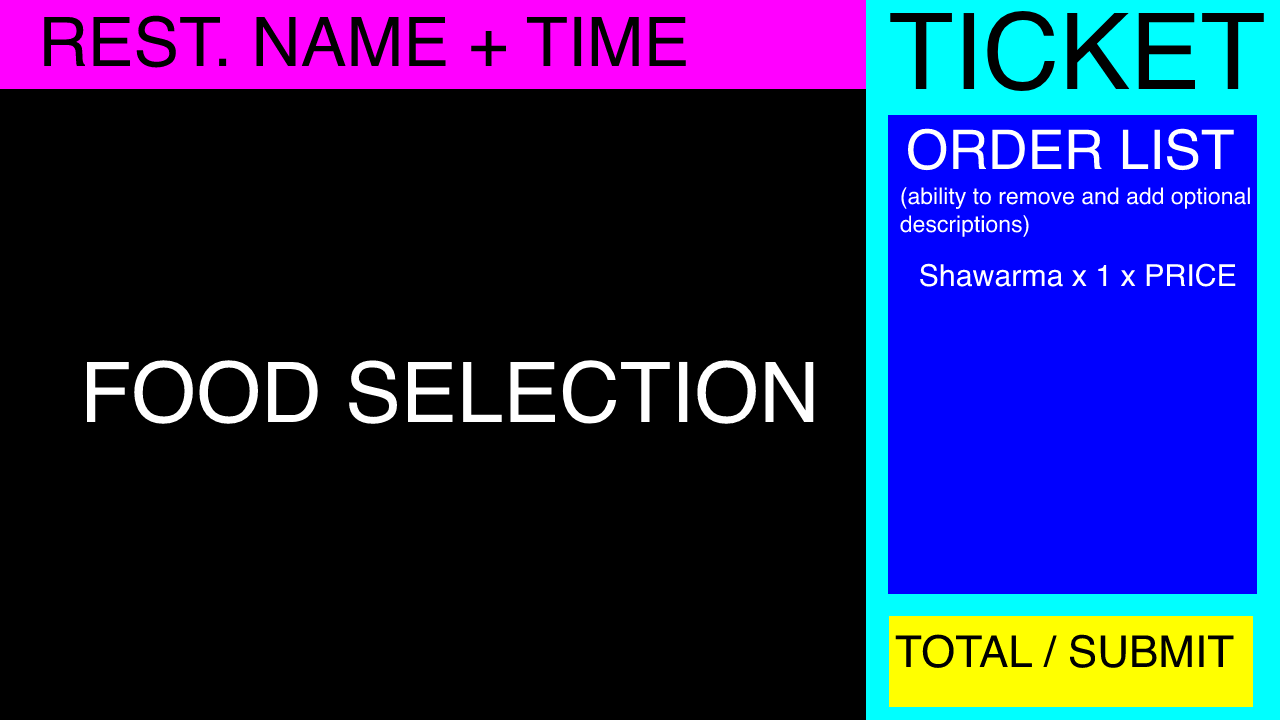 REST. NAME + TIME
TICKET
ORDER LIST
(ability to remove and add optional
descriptions)
Shawarma x 1 x PRICE
FOOD SELECTION
TOTAL / SUBMIT